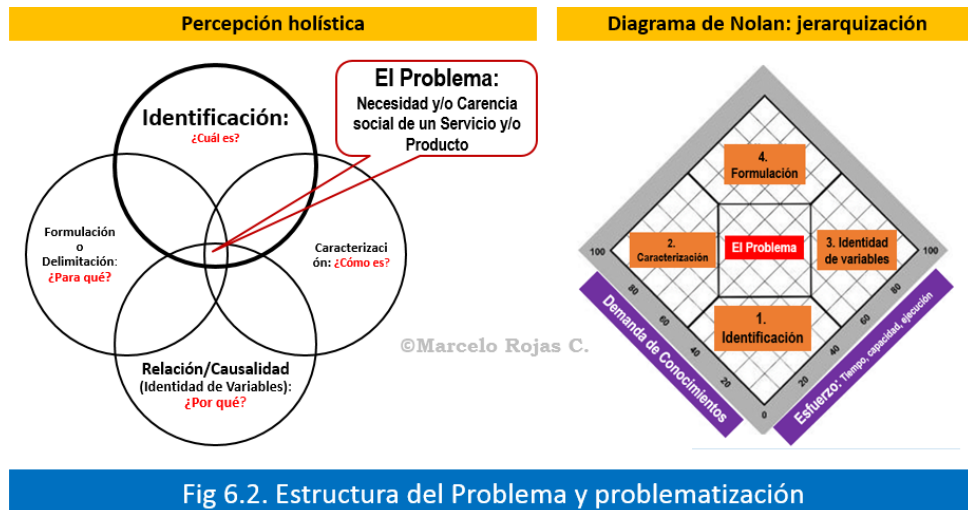 Percepción holística
Diagrama de Nolan: jerarquización
El Problema:
Necesidad y/o Carencia
social de un Servicio y/o
Producto
Identificación:
¿Cuál es?
Formulación
o
Delimitación:
¿Para qué?
Caracterizaci
ón: ¿Cómo es?
Relación/Causalidad
(Identidad de Variables):
¿Por qué?
©Marcelo Rojas C.
4.
Formulación
2.
Caracterización
El Problema
3. Identidad
de variables
1.
Identificación
100
80
60
40
20
0
20
40
60
80
100
Demanda de Conocimientos
Esfuerzo: Tiempo, capacidad, ejecución
Fig 6.2. Estructura del Problema y problematización